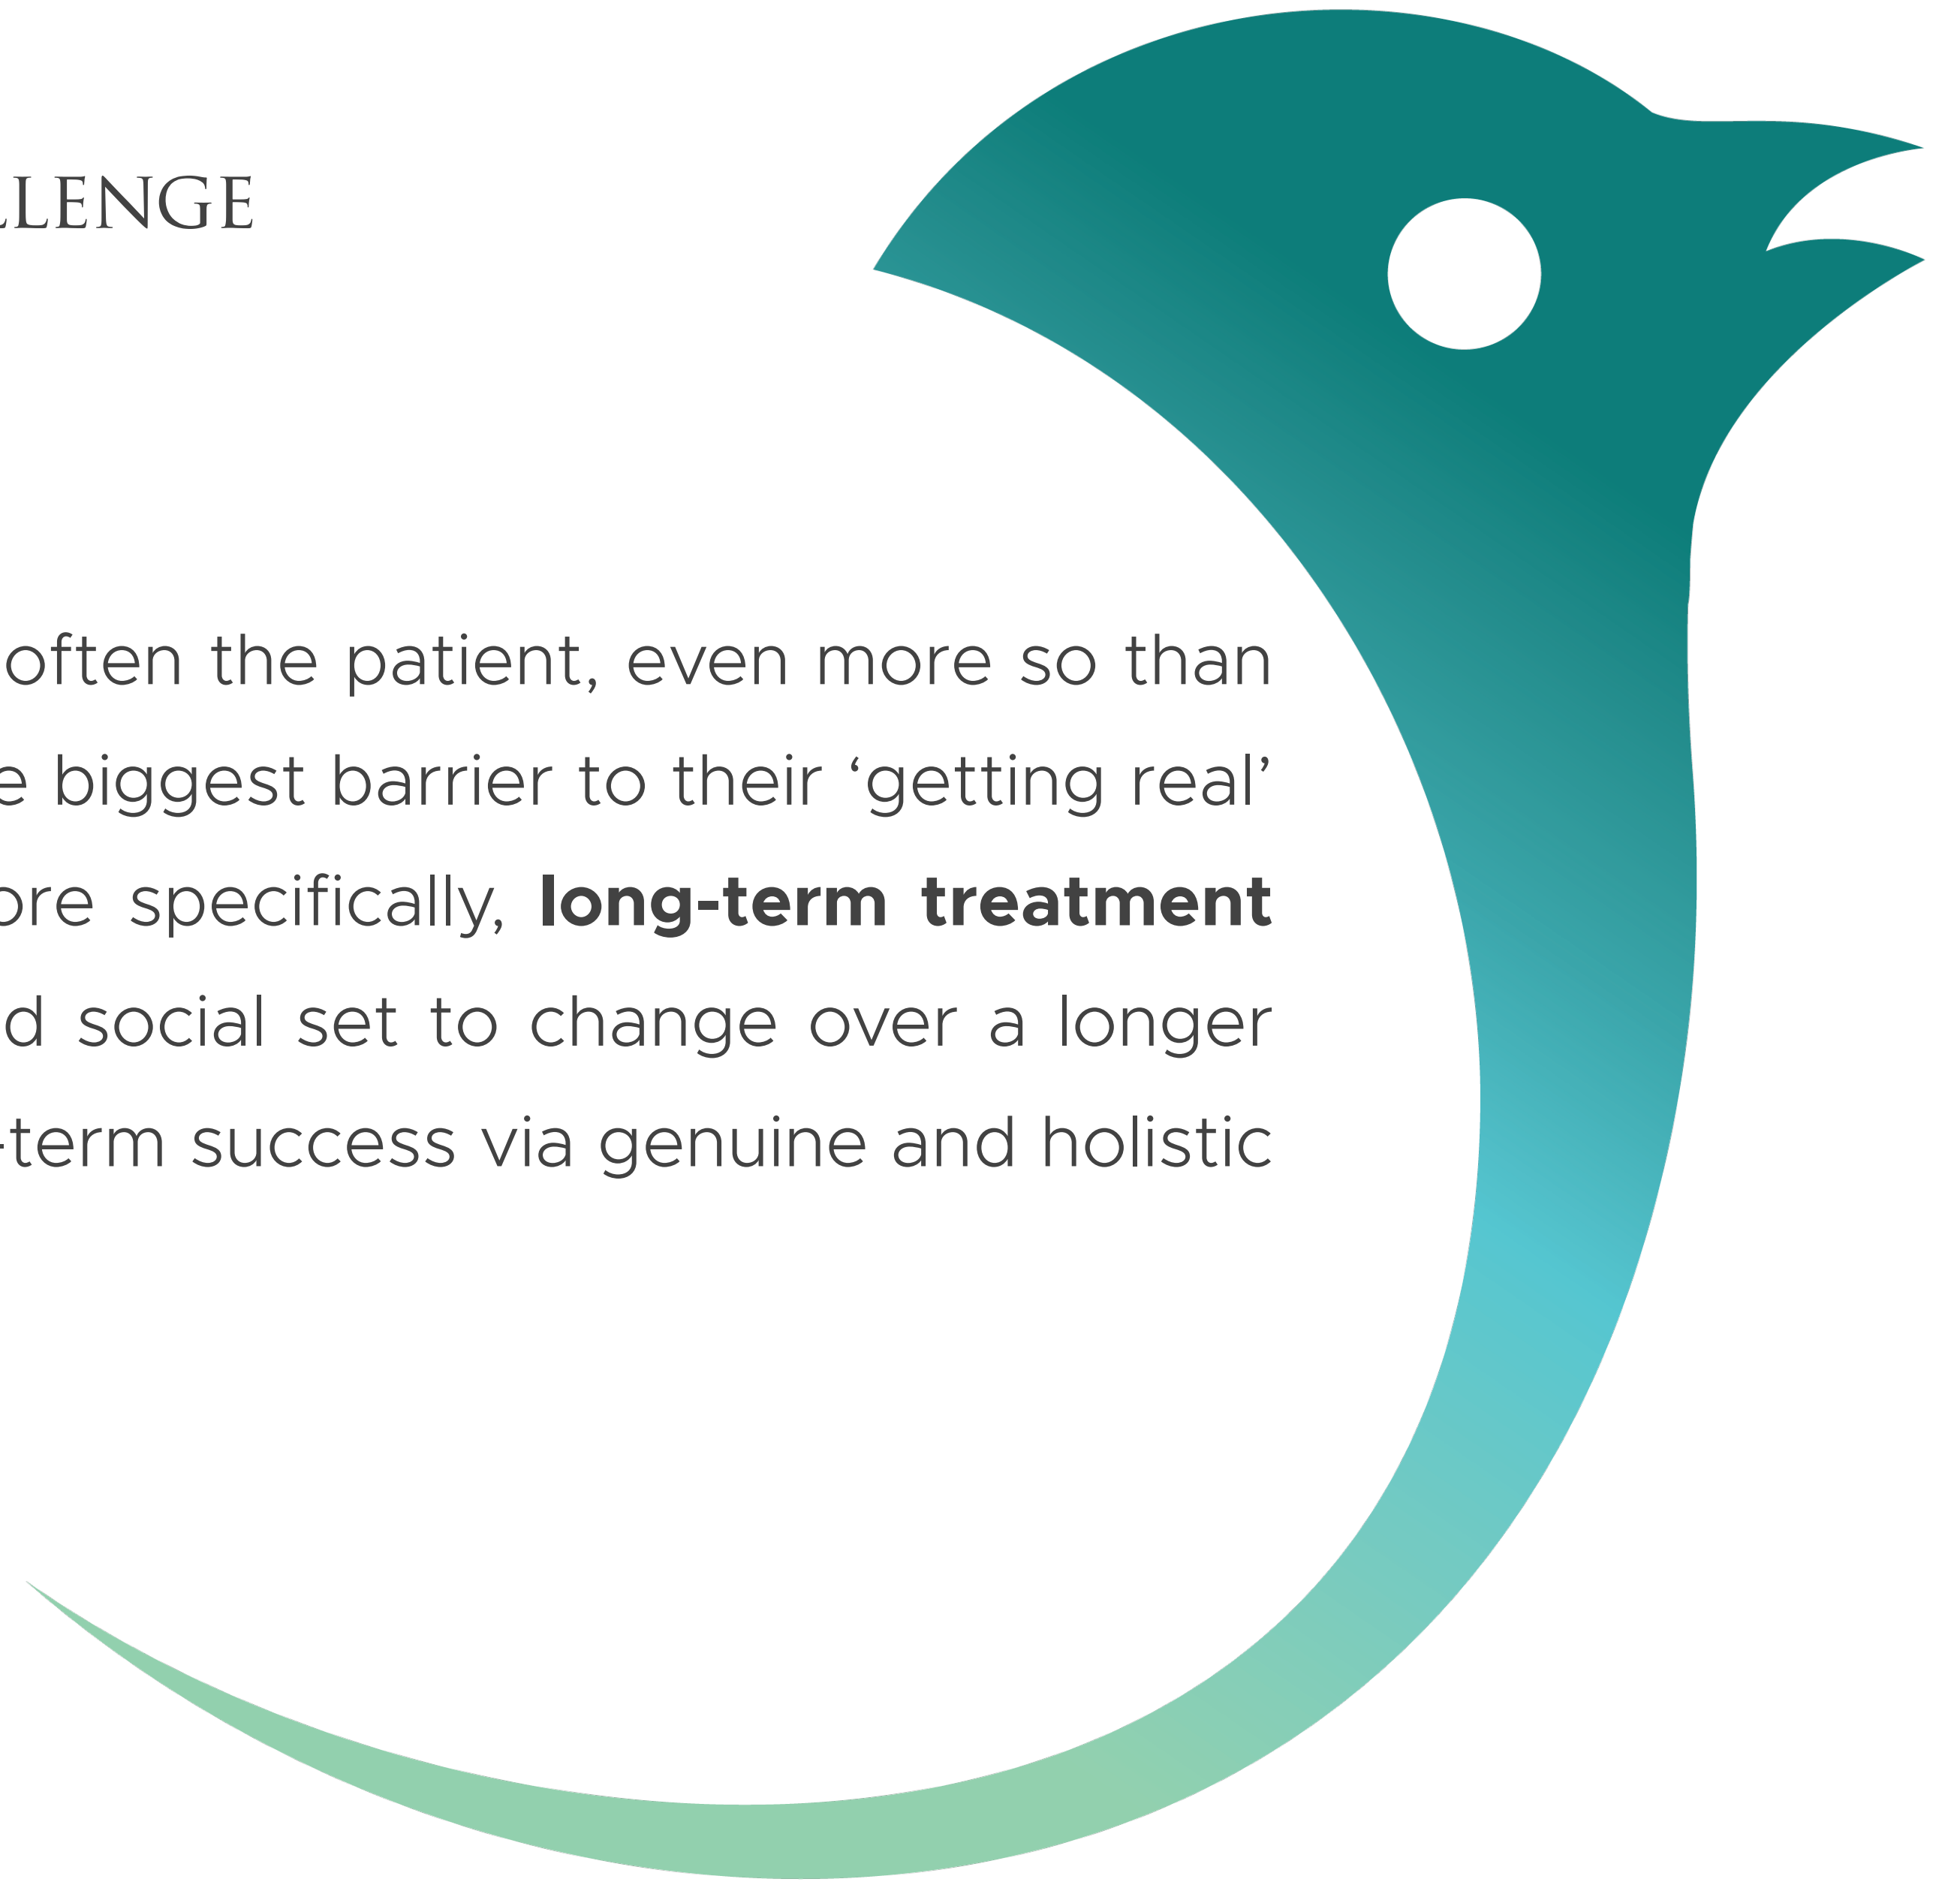 LLENGE
often the patient, even more so than
e biggest barrier to their ‘getting real’
ore specifically, long-term treatment
d social set to change over a longer
-term success via genuine and holistic